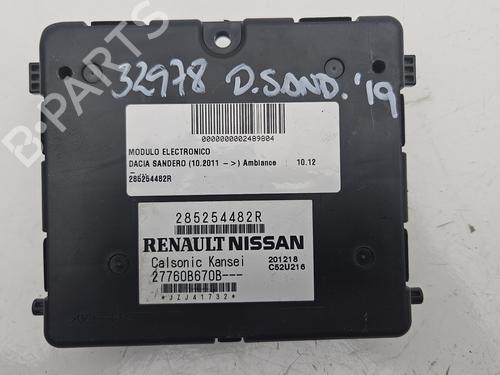 B-PARTS
32978 D.SAND.'19
0000000002489804
MODULO ELECTRONICO
DACIA SANDERO (10.2011 -->) Ambiance : 10.12
285254482R
285254482R
RENAULT NISSAN
Calsonic Kansei 201218
27760B670B--- C52U216
*JZJ41732*